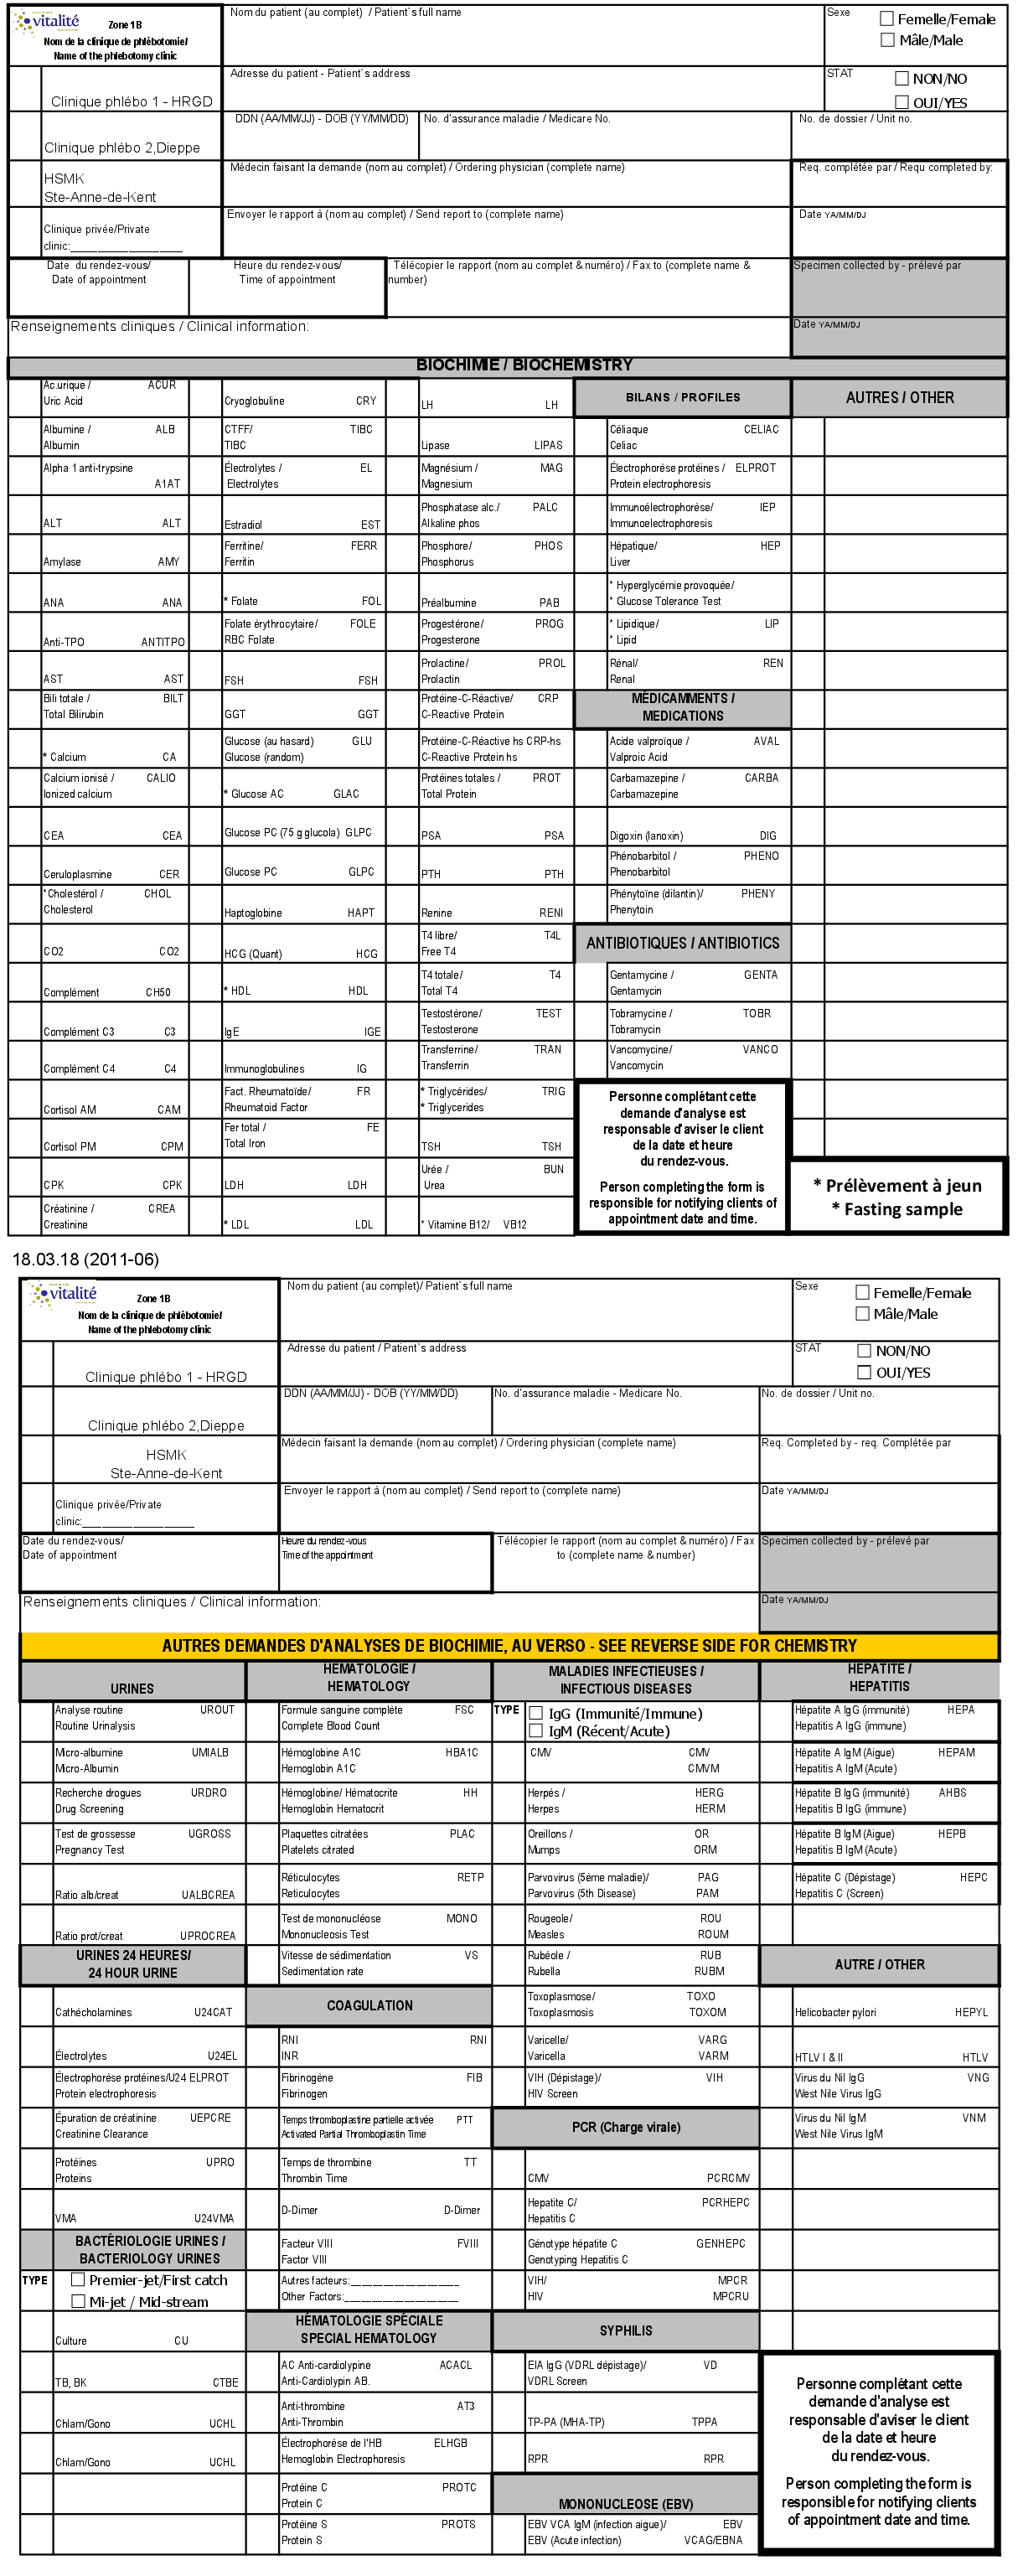 vitalité
Zone 1B
Nom de la clinique de phlébotomie/
Name of the phlebotomy clinic
Nom du patient (au complet) / Patient`s full name
Sexe
Femelle/Female
Mâle/Male
Adresse du patient - Patient`s address
STAT
NON/NO
OUI/YES
Clinique phlébo 1 - HRGD
DDN (AA/MM/JJ) - DOB (YY/MM/DD)
No. d'assurance maladie / Medicare No.
No. de dossier / Unit no.
Clinique phlébo 2,Dieppe
Médecin faisant la demande (nom au complet) / Ordering physician (complete name)
Req. complétée par / Requ completed by:
HSMK
Ste-Anne-de-Kent
Envoyer le rapport à (nom au complet) / Send report to (complete name)
Date YA/MM/DJ
Clinique privée/Private
clinic:____________________
Date du rendez-vous/
Date of appointment
Heure du rendez-vous/
Time of appointment
Télécopier le rapport (nom au complet & numéro) / Fax to (complete name &
number)
Specimen collected by - prélevé par
Renseignements cliniques / Clinical information:
Date YA/MM/DJ
BIOCHIMIE / BIOCHEMISTRY
Ac.urique / ACUR
Uric Acid
Albumine / ALB
Albumin
Alpha 1 anti-trypsine
A1AT
ALT ALT
Amylase AMY
ANA ANA
Anti-TPO ANTITPO
AST AST
Bili totale / BILT
Total Bilirubin
* Calcium CA
Calcium ionisé / CALIO
Ionized calcium
CEA CEA
Ceruloplasmine CER
*Cholestérol / CHOL
Cholesterol
CO2 CO2
Complément CH50
Complément C3 C3
Complément C4 C4
Cortisol AM CAM
Cortisol PM CPM
CPK CPK
Créatinine / CREA
Creatinine
Cryoglobuline CRY
CTFF/ TIBC
TIBC
Électrolytes / EL
Electrolytes
Estradiol EST
Ferritine/ FERR
Ferritin
* Folate FOL
Folate érythrocytaire/ FOLE
RBC Folate
FSH FSH
GGT GGT
Glucose (au hasard) GLU
Glucose (random)
* Glucose AC GLAC
Glucose PC (75 g glucola) GLPC
Glucose PC GLPC
Haptoglobine HAPT
HCG (Quant) HCG
* HDL HDL
IgE IGE
Immunoglobulines IG
Fact. Rheumatoïde/ FR
Rheumatoid Factor
Fer total / FE
Total Iron
LDH LDH
* LDL LDL
LH LH
Lipase LIPAS
Magnésium / MAG
Magnesium
Phosphatase alc./ PALC
Alkaline phos
Phosphore/ PHOS
Phosphorus
Préalbumine PAB
Progestérone/ PROG
Progesterone
Prolactine/ PROL
Prolactin
Protéine-C-Réactive/ CRP
C-Reactive Protein
Protéine-C-Réactive hs CRP-hs
C-Reactive Protein hs
Protéines totales / PROT
Total Protein
PSA PSA
PTH PTH
Renine RENI
T4 libre/ T4L
Free T4
T4 totale/ T4
Total T4
Testostérone/ TEST
Testosterone
Transferrine/ TRAN
Transferrin
* Triglycérides/ TRIG
* Triglycerides
TSH TSH
Urée / BUN
Urea
* Vitamine B12/ VB12
BILANS / PROFILES
Céliaque CELIAC
Celiac
Électrophorèse protéines / ELPROT
Protein electrophoresis
Immunoélectrophorèse/ IEP
Immunoelectrophoresis
Hépatique/ HEP
Liver
* Hyperglycémie provoquée/
* Glucose Tolerance Test
* Lipidique/ LIP
* Lipid
Rénal/ REN
Renal
MÉDICAMMENTS /
MEDICATIONS
Acide valproïque / AVAL
Valproic Acid
Carbamazepine / CARBA
Carbamazepine
Digoxin (lanoxin) DIG
Phénobarbitol / PHENO
Phenobarbitol
Phénytoïne (dilantin)/ PHENY
Phenytoin
ANTIBIOTIQUES / ANTIBIOTICS
Gentamycine / GENTA
Gentamycin
Tobramycine / TOBR
Tobramycin
Vancomycine/ VANCO
Vancomycin
Personne complétant cette
demande d'analyse est
responsable d'aviser le client
de la date et heure
du rendez-vous.
Person completing the form is
responsible for notifying clients of
appointment date and time.
AUTRES / OTHER
* Prélèvement à jeun
* Fasting sample
18.03.18 (2011-06)
vitalité
Zone 1B
Nom de la clinique de phlébotomie/
Name of the phlebotomy clinic
Nom du patient (au complet)/ Patient`s full name
Sexe
Femelle/Female
Mâle/Male
Adresse du patient / Patient`s address
STAT
NON/NO
OUI/YES
Clinique phlébo 1 - HRGD
DDN (AA/MM/JJ) - DOB (YY/MM/DD)
No. d'assurance maladie - Medicare No.
No. de dossier / Unit no.
Clinique phlébo 2,Dieppe
Médecin faisant la demande (nom au complet) / Ordering physician (complete name)
Req. Completed by - req. Complétée par
HSMK
Ste-Anne-de-Kent
Envoyer le rapport à (nom au complet) / Send report to (complete name)
Date YA/MM/DJ
Clinique privée/Private
clinic:____________________
Date du rendez-vous/
Date of appointment
Heure du rendez-vous
Time of the appointment
Télécopier le rapport (nom au complet & numéro) / Fax
to (complete name & number)
Specimen collected by - prélevé par
Renseignements cliniques / Clinical information:
Date YA/MM/DJ
AUTRES DEMANDES D'ANALYSES DE BIOCHIMIE, AU VERSO - SEE REVERSE SIDE FOR CHEMISTRY
URINES
Analyse routine UROUT
Routine Urinalysis
Micro-albumine UMIALB
Micro-Albumin
Recherche drogues URDRO
Drug Screening
Test de grossesse UGROSS
Pregnancy Test
Ratio alb/creat UALBCREA
Ratio prot/creat UPROCREA
URINES 24 HEURES/
24 HOUR URINE
Cathécholamines U24CAT
Électrolytes U24EL
Électrophorèse protéines/U24 ELPROT
Protein electrophoresis
Épuration de créatinine UEPCRE
Creatinine Clearance
Protéines UPRO
Proteins
VMA U24VMA
BACTÉRIOLOGIE URINES /
BACTERIOLOGY URINES
TYPE
Premier-jet/First catch
Mi-jet / Mid-stream
Culture CU
TB, BK CTBE
Chlam/Gono UCHL
Chlam/Gono UCHL
HÉMATOLOGIE /
HEMATOLOGY
Formule sanguine complète FSC
Complete Blood Count
Hémoglobine A1C HBA1C
Hemoglobin A1C
Hémoglobine/ Hématocrite HH
Hemoglobin Hematocrit
Plaquettes citratées PLAC
Platelets citrated
Réticulocytes RETP
Reticulocytes
Test de mononucléose MONO
Mononucleosis Test
Vitesse de sédimentation VS
Sedimentation rate
COAGULATION
RNI RNI
INR
Fibrinogène FIB
Fibrinogen
Temps thromboplastine partielle activée PTT
Activated Partial Thromboplastin Time
Temps de thrombine TT
Thrombin Time
D-Dimer D-Dimer
Facteur VIII FVIII
Factor VIII
Autres facteurs:____________________
Other Factors:_____________________
HÉMATOLOGIE SPÉCIALE
SPECIAL HEMATOLOGY
AC Anti-cardiolypine ACACL
Anti-Cardiolypin AB.
Anti-thrombine AT3
Anti-Thrombin
Électrophorèse de l'HB ELHGB
Hemoglobin Electrophoresis
Protéine C PROTC
Protein C
Protéine S PROTS
Protein S
MALADIES INFECTIEUSES /
INFECTIOUS DISEASES
TYPE
IgG (Immunité/Immune)
IgM (Récent/Acute)
CMV CMV
CMVM
Herpès / HERG
Herpes HERM
Oreillons / OR
Mumps ORM
Parvovirus (5ème maladie)/ PAG
Parvovirus (5th Disease) PAM
Rougeole/ ROU
Measles ROUM
Rubéole / RUB
Rubella RUBM
Toxoplasmose/ TOXO
Toxoplasmosis TOXOM
Varicelle/ VARG
Varicella VARM
VIH (Dépistage)/ VIH
HIV Screen
PCR (Charge virale)
CMV PCRCMV
Hepatite C/ PCRHEPC
Hepatitis C
Génotype hépatite C GENHEPC
Genotyping Hepatitis C
VIH/ MPCR
HIV MPCRU
SYPHILIS
EIA IgG (VDRL dépistage)/ VD
VDRL Screen
TP-PA (MHA-TP) TPPA
RPR RPR
MONONUCLEOSE (EBV)
EBV VCA IgM (infection aigue)/ EBV
EBV (Acute infection) VCAG/EBNA
HÉPATITE /
HEPATITIS
Hépatite A IgG (immunité) HEPA
Hepatitis A IgG (immune)
Hépatite A IgM (Aigue) HEPAM
Hepatitis A IgM (Acute)
Hépatite B IgG (immunité) AHBS
Hepatitis B IgG (immune)
Hépatite B IgM (Aigue) HEPB
Hepatitis B IgM (Acute)
Hépatite C (Dépistage) HEPC
Hepatitis C (Screen)
AUTRE / OTHER
Helicobacter pylori HEPYL
HTLV I & II HTLV
Virus du Nil IgG VNG
West Nile Virus IgG
Virus du Nil IgM VNM
West Nile Virus IgM
Personne complétant cette
demande d'analyse est
responsable d'aviser le client
de la date et heure
du rendez-vous.
Person completing the form is
responsible for notifying clients
of appointment date and time.